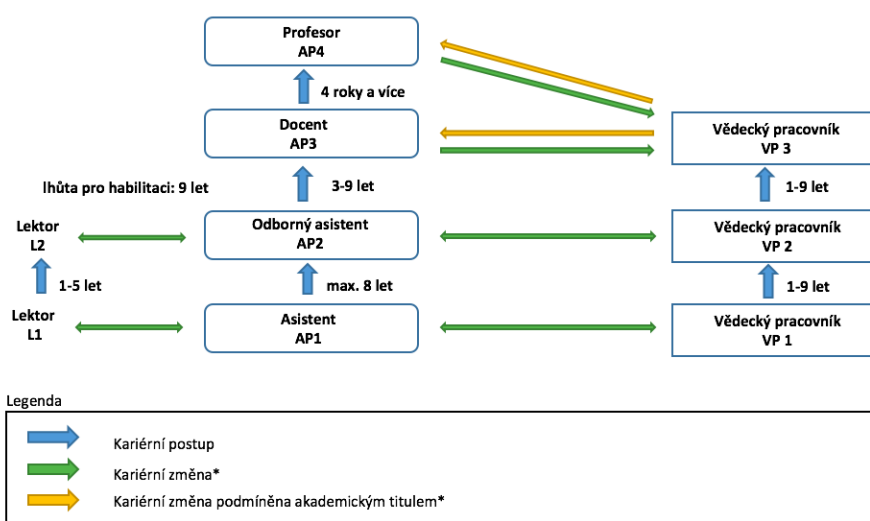 Profesor
AP4
4 roky a více
Docent
AP3
Vědecký pracovník
VP 3
lhůta pro habilitaci: 9 let
3-9 let
1-9 let
Lektor
L2
Odborný asistent
AP2
Vědecký pracovník
VP 2
1-5 let
max. 8 let
1-9 let
Lektor
L1
Asistent
AP1
Vědecký pracovník
VP 1
Legenda
Kariérní postup
Kariérní změna*
Kariérní změna podmíněna akademickým titulem*